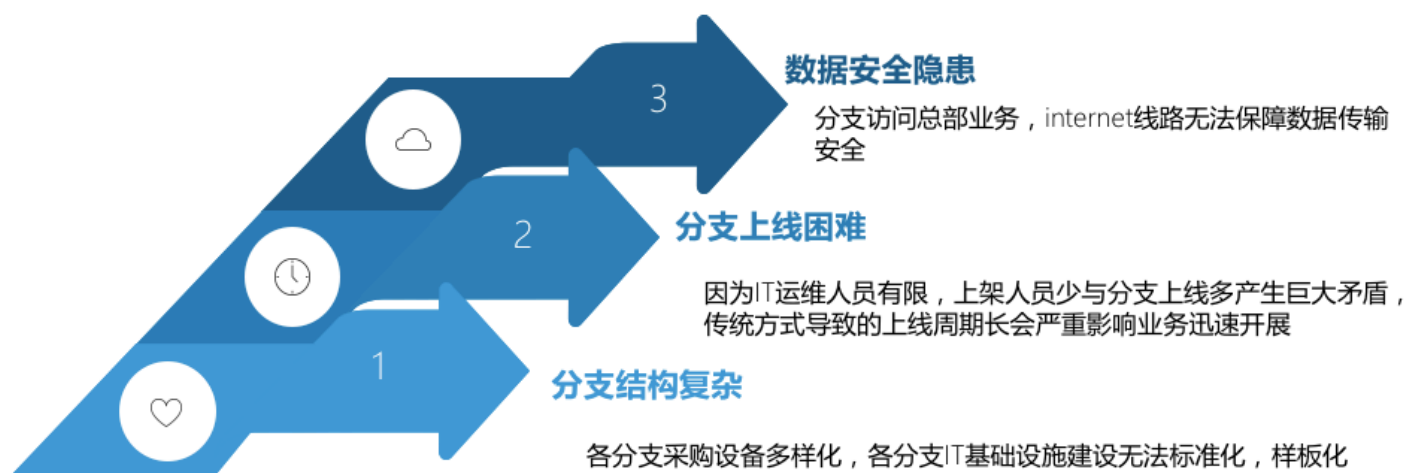 3
数据安全隐患
分支访问总部业务，internet线路无法保障数据传输
安全
2
分支上线困难
因为IT运维人员有限，上架人员少与分支上线多产生巨大矛盾，
传统方式导致的上线周期长会严重影响业务迅速开展
1
分支结构复杂
各分支采购设备多样化，各分支IT基础设施建设无法标准化，样板化